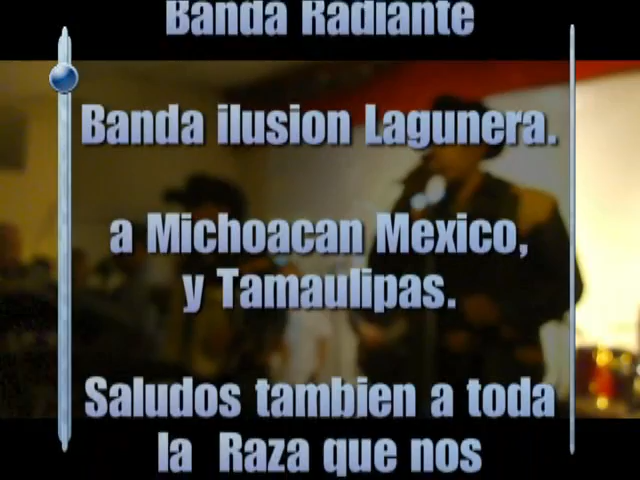 Banda Radiante
Banda ilusion Lagunera.
a Michoacan Mexico,
y Tamaulipas.
Saludos tambien a toda
la Raza que nos